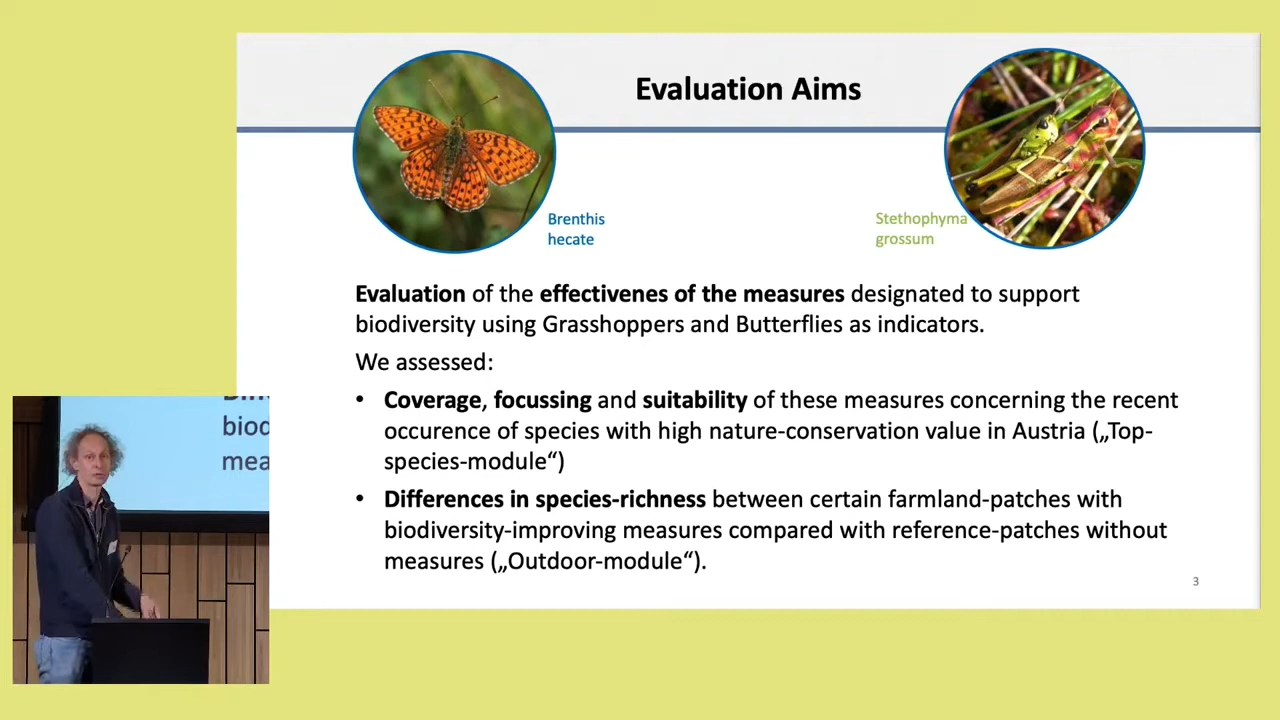 Evaluation Aims
Brenthis
hecate
Stethophyma
grossum
Evaluation of the effectivenes of the measures designated to support
biodiversity using Grasshoppers and Butterflies as indicators.
We assessed:
• Coverage, focussing and suitability of these measures concerning the recent
occurence of species with high nature-conservation value in Austria („Top-
species-module“)
• Differences in species-richness between certain farmland-patches with
biodiversity-improving measures compared with reference-patches without
measures („Outdoor-module“).
3
biod
mea